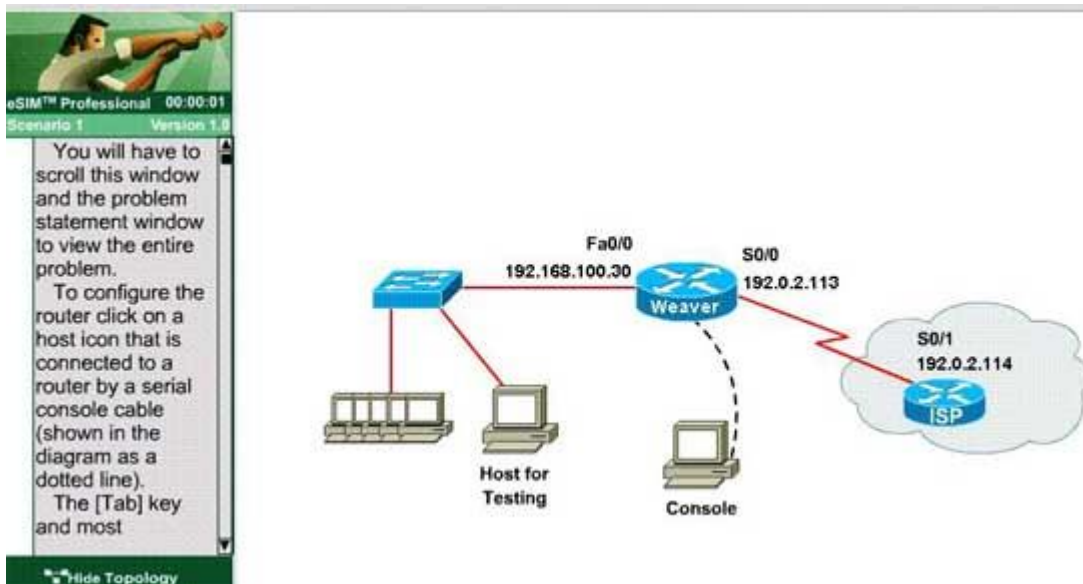 eSIM™ Professional 00:00:01
Scenario 1 Version 1.0
You will have to
scroll this window
and the problem
statement window
to view the entire
problem.
To configure the
router click on a
host icon that is
connected to a
router by a serial
console cable
(shown in the
diagram as a
dotted line).
The [Tab] key
and most
Hide Topology
Fa0/0
192.168.100.30
S0/0
192.0.2.113
Weaver
S0/1
192.0.2.114
ISP
Host for
Testing
Console